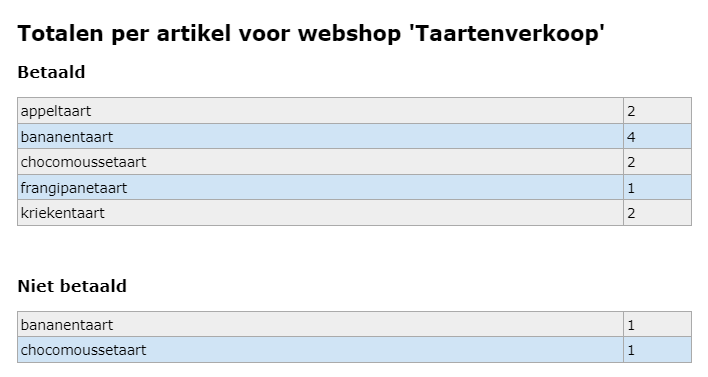 Totalen per artikel voor webshop 'Taartenverkoop'
Betaald
appeltaart 2
bananentaart 4
chocomoussetaart 2
frangipanetaart 1
kriekentaart 2
Niet betaald
bananentaart 1
chocomoussetaart 1